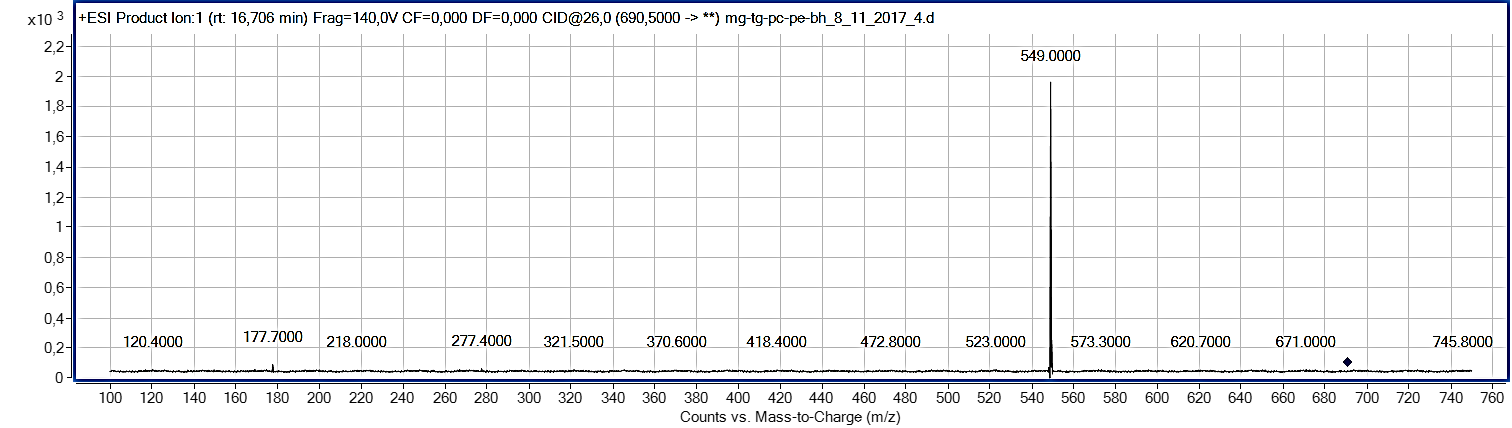 +ESI Product Ion:1 (rt: 16,706 min) Frag=140,0V CF=0,000 DF=0,000 CID@26,0 (690,5000 -> **) mg-tg-pc-pe-bh_8_11_2017_4.d
x10 3
2,2
2
1,8
1,6
1,4
1,2
1
0,8
0,6
0,4
0,2
0
549.0000
120.4000 177.7000 218.0000 277.4000 321.5000 370.6000 418.4000 472.8000 523.0000 573.3000 620.7000 671.0000 745.8000
100 120 140 160 180 200 220 240 260 280 300 320 340 360 380 400 420 440 460 480 500 520 540 560 580 600 620 640 660 680 700 720 740 760
Counts vs. Mass-to-Charge (m/z)